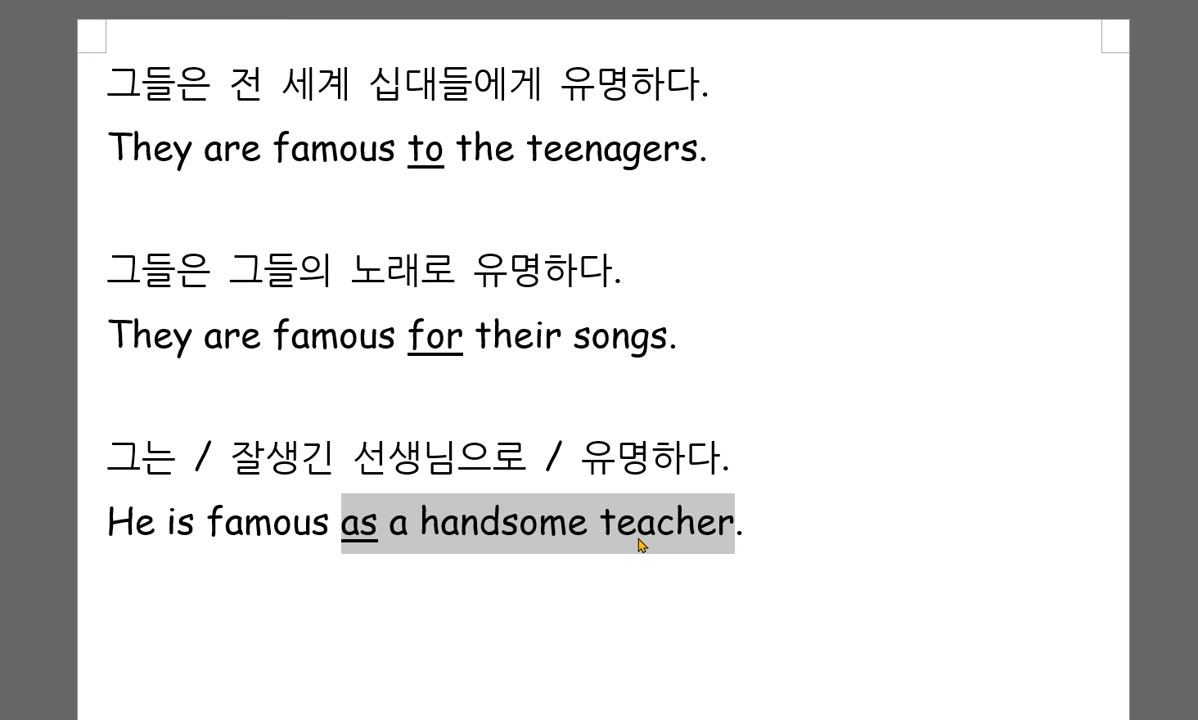 그들은 전 세계 십대들에게 유명하다.
They are famous to the teenagers.
그들은 그들의 노래로 유명하다.
They are famous for their songs.
그는 / 잘생긴 선생님으로 / 유명하다.
He is famous as a handsome teacher.